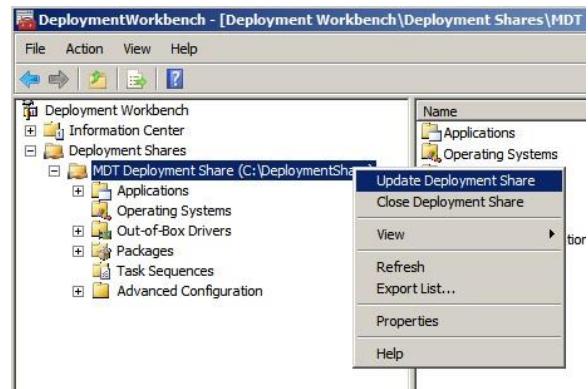 DeploymentWorkbench - [Deployment Workbench\Deployment Shares\MDT
File Action View Help
Deployment Workbench
Information Center
Deployment Shares
MDT Deployment Share (C:\DeploymentSha
Applications
Operating Systems
Out-of-Box Drivers
Packages
Task Sequences
Advanced Configuration
Name
Applications
Operating Systems
tion
Update Deployment Share
Close Deployment Share
View
Refresh
Export List...
Properties
Help